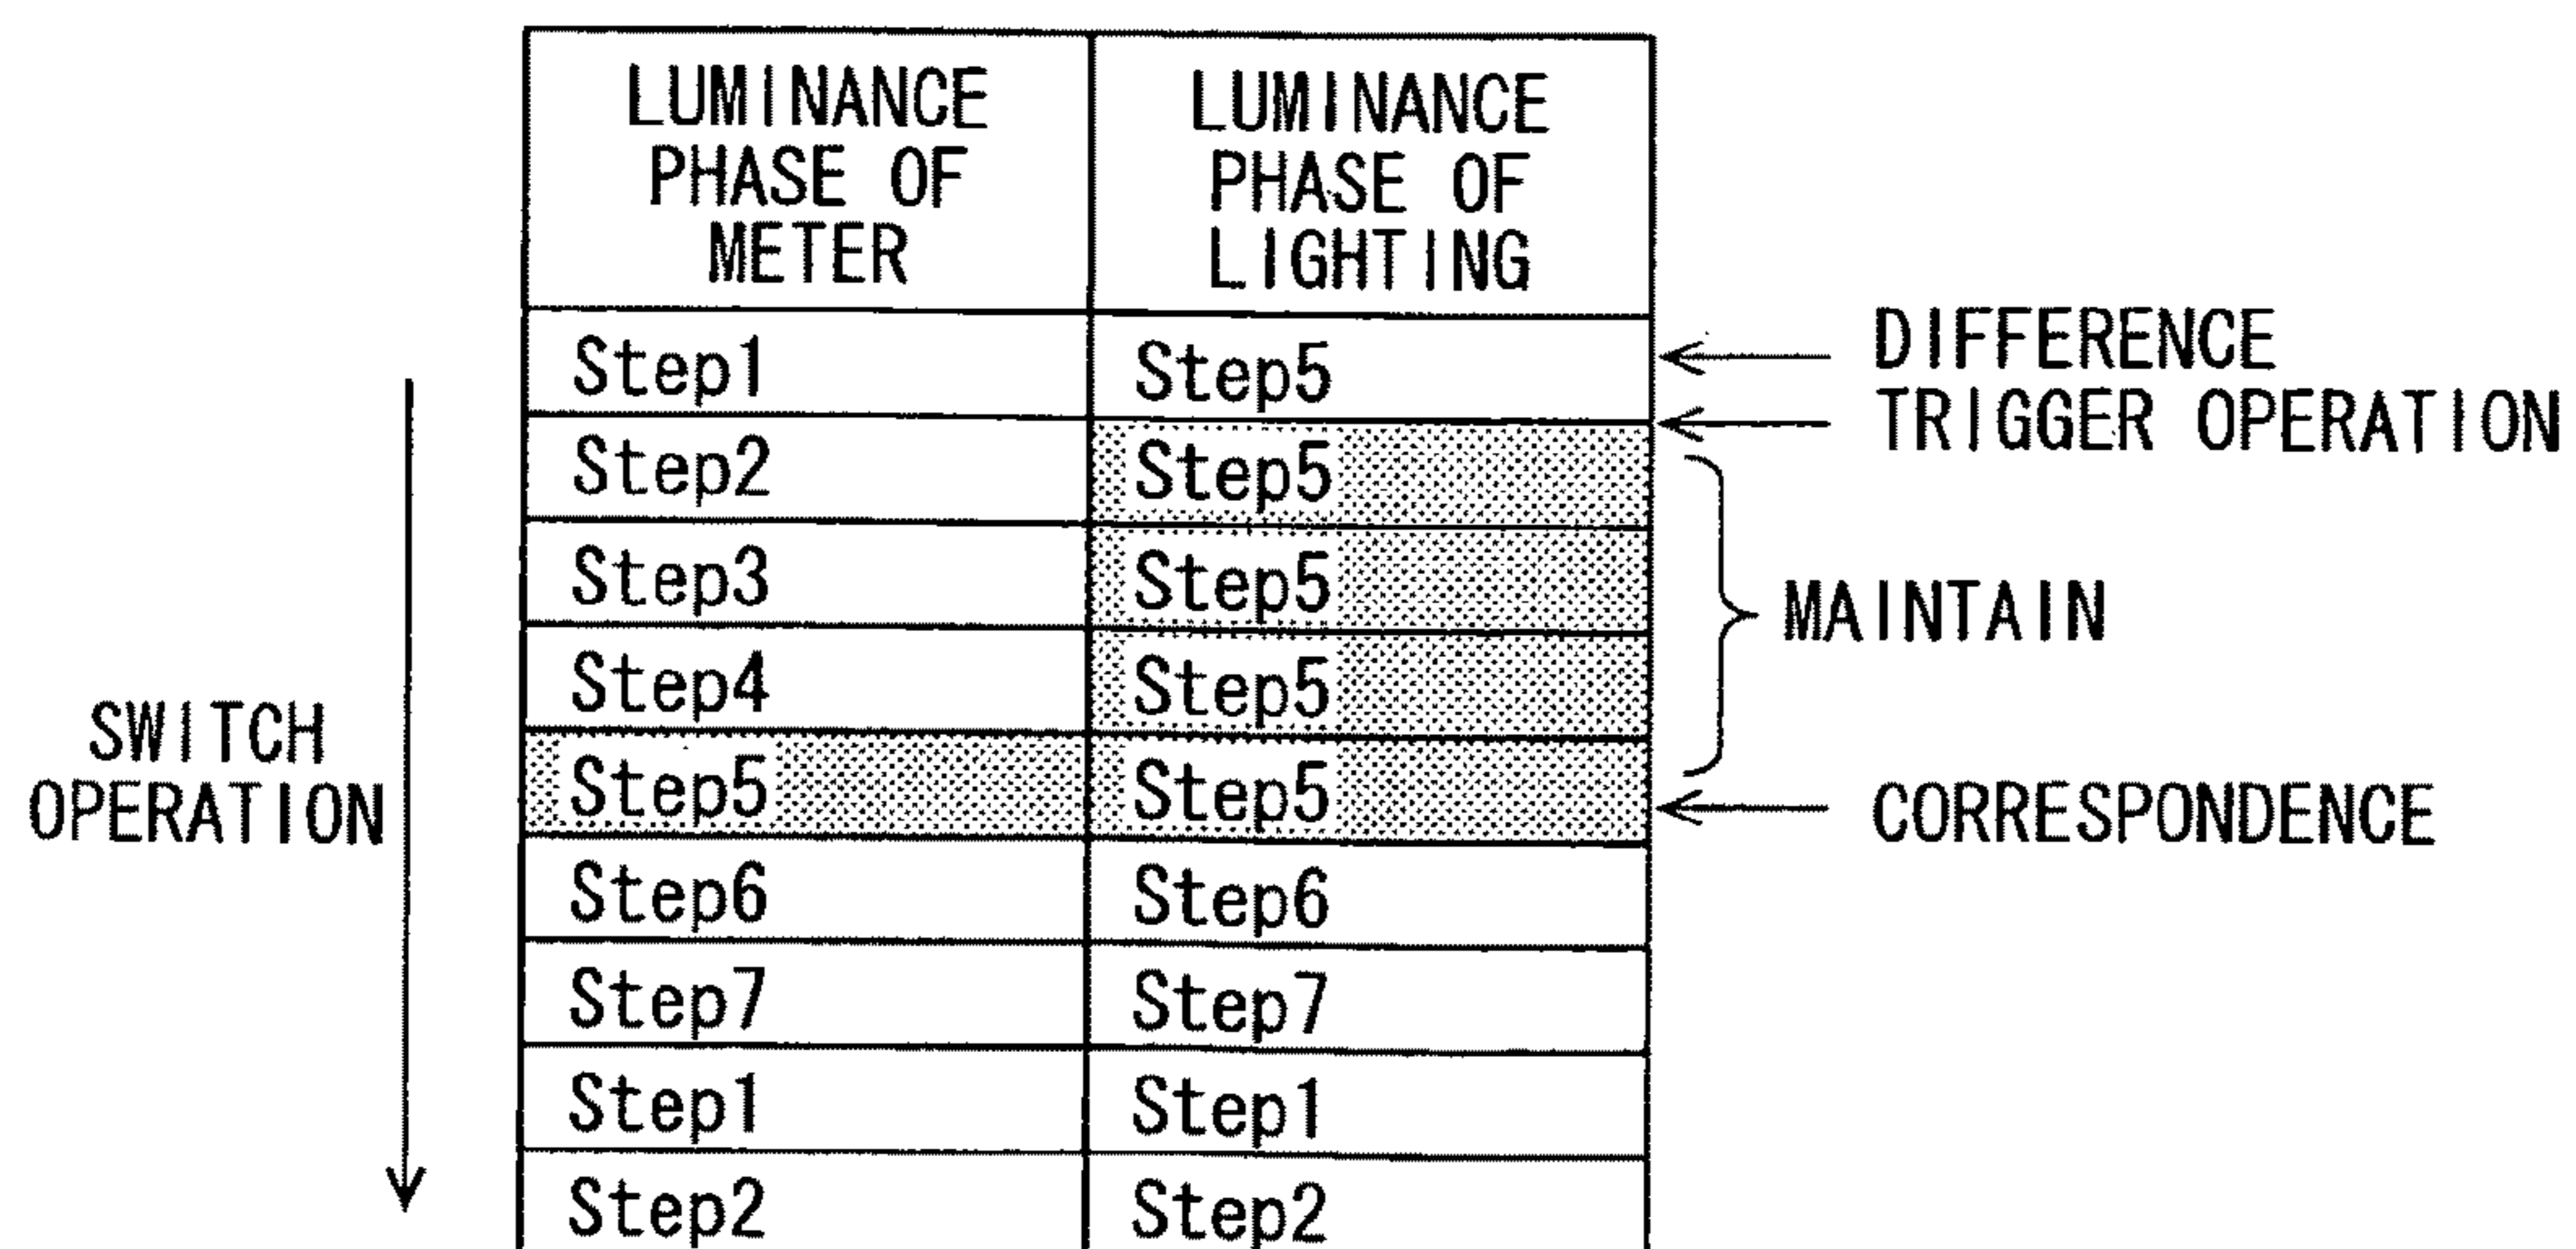 LUMINANCE
PHASE OF
METER
LUMINANCE
PHASE OF
LIGHTING
Step1
Step5
DIFFERENCE
Step2
Step5
TRIGGER OPERATION
Step3
Step5
MAINTAIN
Step4
Step5
SWITCH
OPERATION
Step5
Step5
CORRESPONDENCE
Step6
Step6
Step7
Step7
Step1
Step1
Step2
Step2